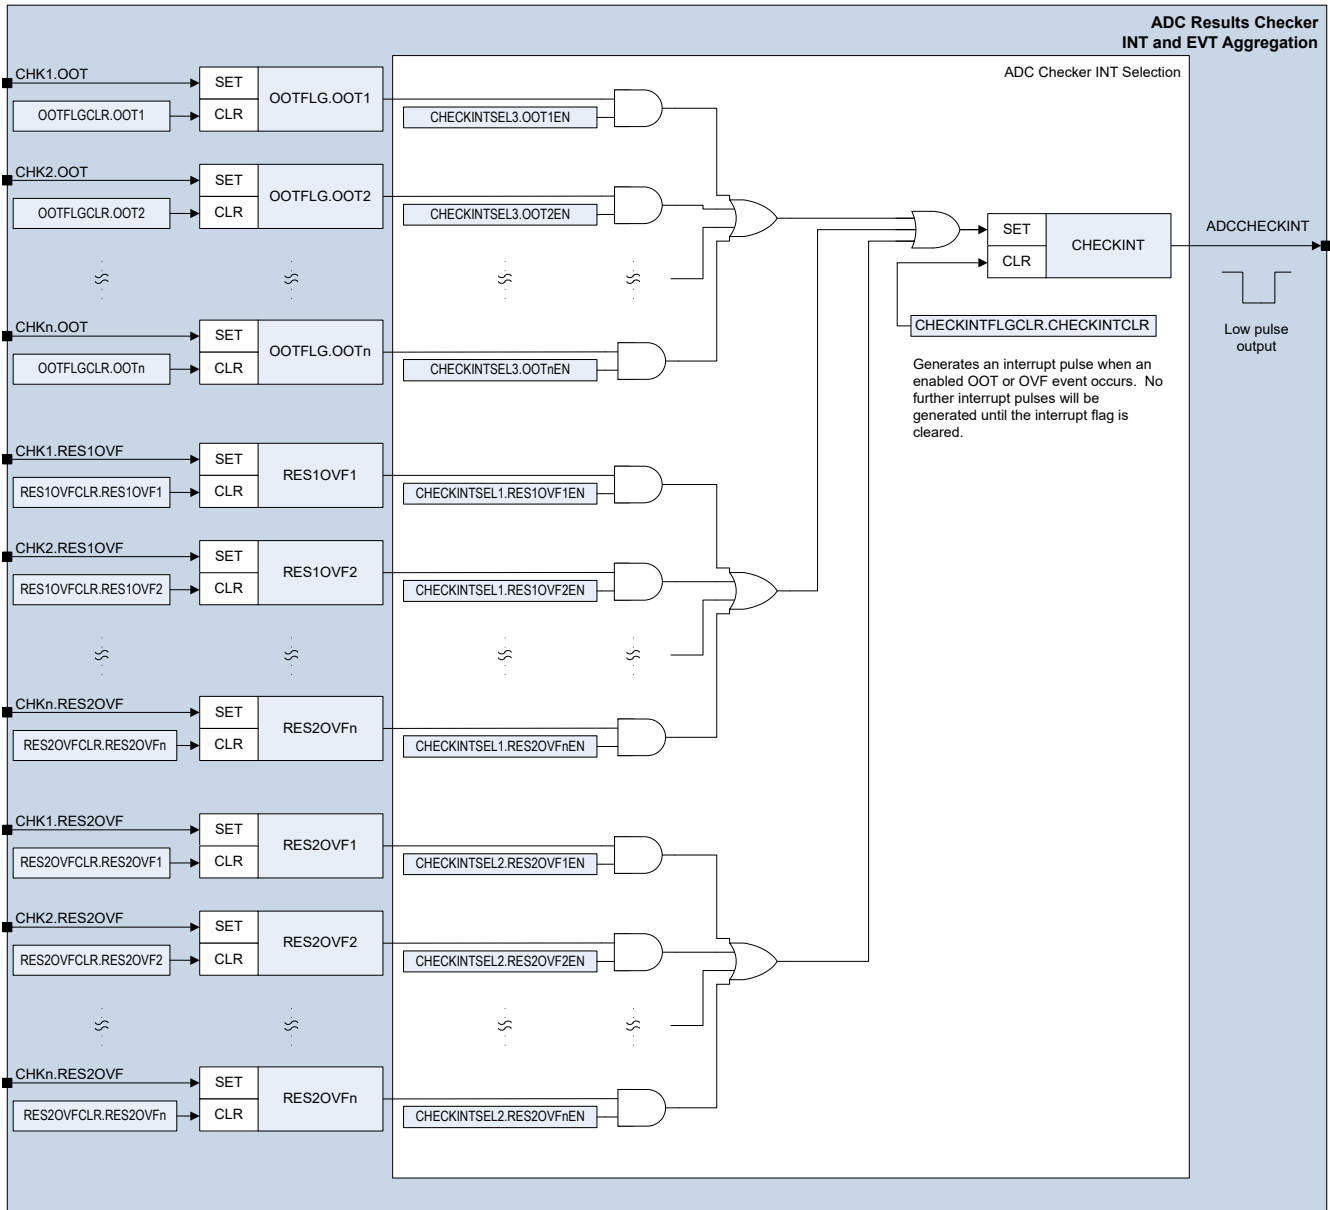 ADC Results Checker
INT and EVT Aggregation
ADC Checker INT Selection
CHK1.OOT
SET
OOTFLG.OOT1
OOTFLGCLR.OOT1
CLR
CHECKINTSEL3.OOT1EN
CHK2.OOT
SET
OOTFLG.OOT2
OOTFLGCLR.OOT2
CLR
CHECKINTSEL3.OOT2EN
SET
CHECKINT
CLR
ADCCHECKINT
CHKn.OOT
SET
OOTFLG.OOTn
OOTFLGCLR.OOTn
CLR
CHECKINTSEL3.OOTnEN
CHECKINTFLGCLR.CHECKINTCLR
Low pulse
output
Generates an interrupt pulse when an
enabled OOT or OVF event occurs. No
further interrupt pulses will be
generated until the interrupt flag is
cleared.
CHK1.RES1OVF
SET
RES1OVF1
RES1OVFCLR.RES1OVF1
CLR
CHECKINTSEL1.RES1OVF1EN
CHK2.RES1OVF
SET
RES1OVF2
RES1OVFCLR.RES1OVF2
CLR
CHECKINTSEL1.RES1OVF2EN
CHKn.RES2OVF
SET
RES2OVFn
RES2OVFCLR.RES2OVFn
CLR
CHECKINTSEL1.RES2OVFnEN
CHK1.RES2OVF
SET
RES2OVF1
RES2OVFCLR.RES2OVF1
CLR
CHECKINTSEL2.RES2OVF1EN
CHK2.RES2OVF
SET
RES2OVF2
RES2OVFCLR.RES2OVF2
CLR
CHECKINTSEL2.RES2OVF2EN
CHKn.RES2OVF
SET
RES2OVFn
RES2OVFCLR.RES2OVFn
CLR
CHECKINTSEL2.RES2OVFnEN